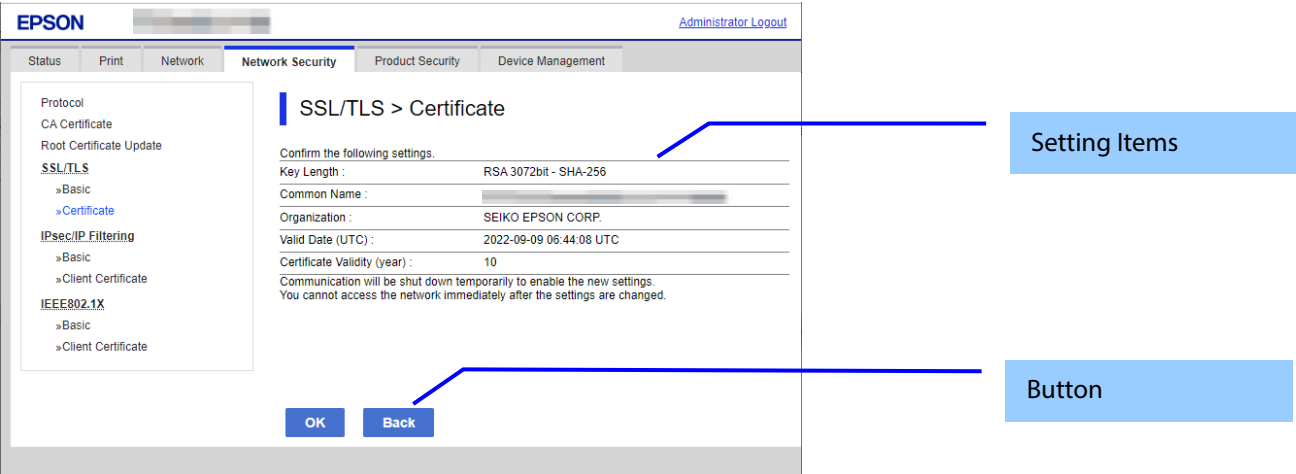 EPSON
Administrator Logout
Status Print Network Network Security Product Security Device Management
Protocol
CA Certificate
Root Certificate Update
SSL/TLS
»Basic
»Certificate
IPsec/IP Filtering
»Basic
»Client Certificate
IEEE802.1X
»Basic
»Client Certificate
SSL/TLS > Certificate
Confirm the following settings.
Key Length : RSA 3072bit - SHA-256
Common Name :
Organization : SEIKO EPSON CORP.
Valid Date (UTC) : 2022-09-09 06:44:08 UTC
Certificate Validity (year) : 10
Communication will be shut down temporarily to enable the new settings.
You cannot access the network immediately after the settings are changed.
OK Back
Setting Items
Button